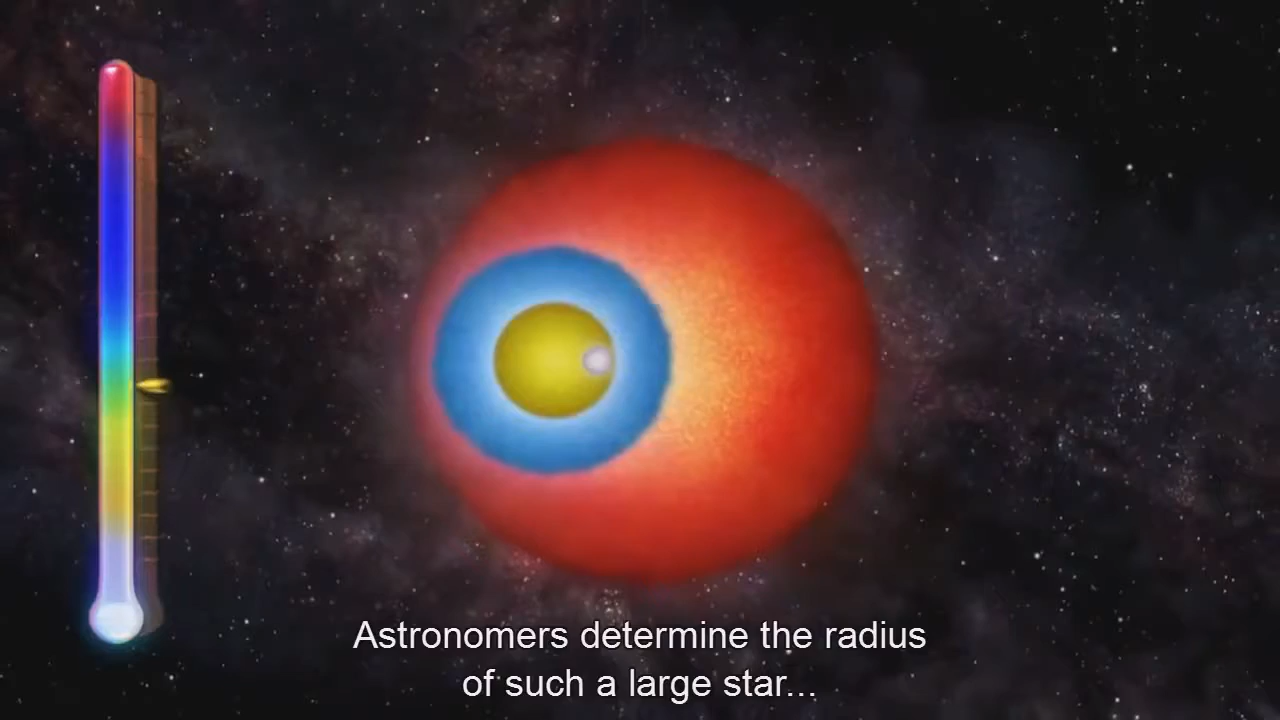 Astronomers determine the radius
of such a large star...